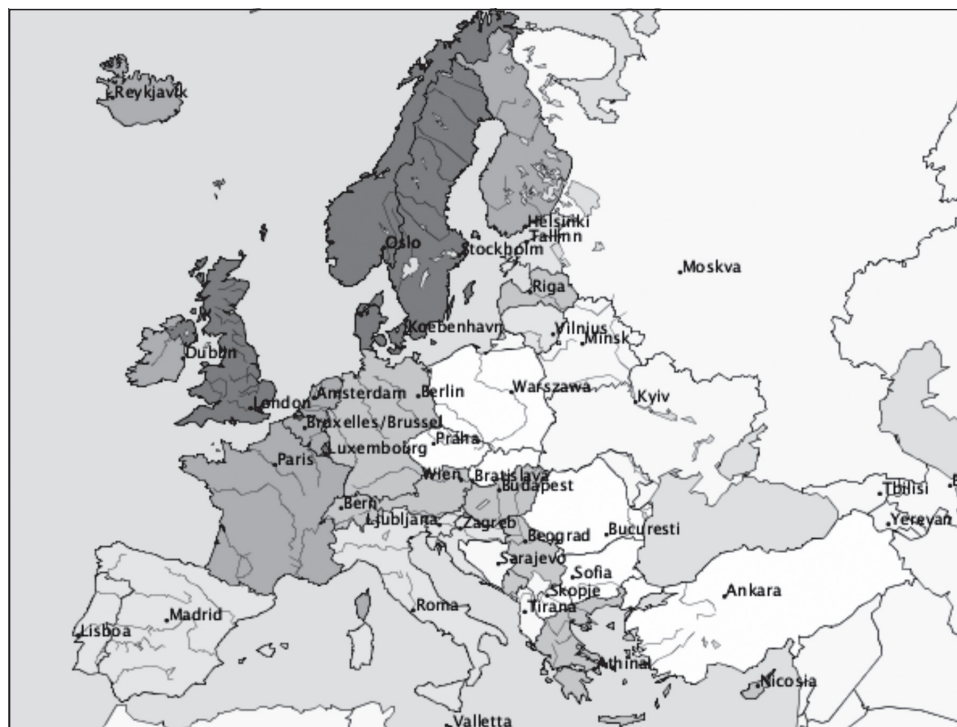 Reykjavik
Helsinki
Oslo
Tallinn
Stockholm
Moskva
Riga
Koebenhavn
Vilnius
Minsk
Dublin
London
Amsterdam
Berlin
Warszawa
Kyiv
Bruxelles/Brussel
Praha
Luxembourg
Paris
Wien
Bratislava
Budapest
Tbilisi
Bern
Ljubljana
Zagreb
Bucuresti
Yerevan
Beograd
Sarajevo
Sofia
Skopje
Ankara
Roma
Tirana
Madrid
Lisboa
Athinai
Nicosia
Valletta